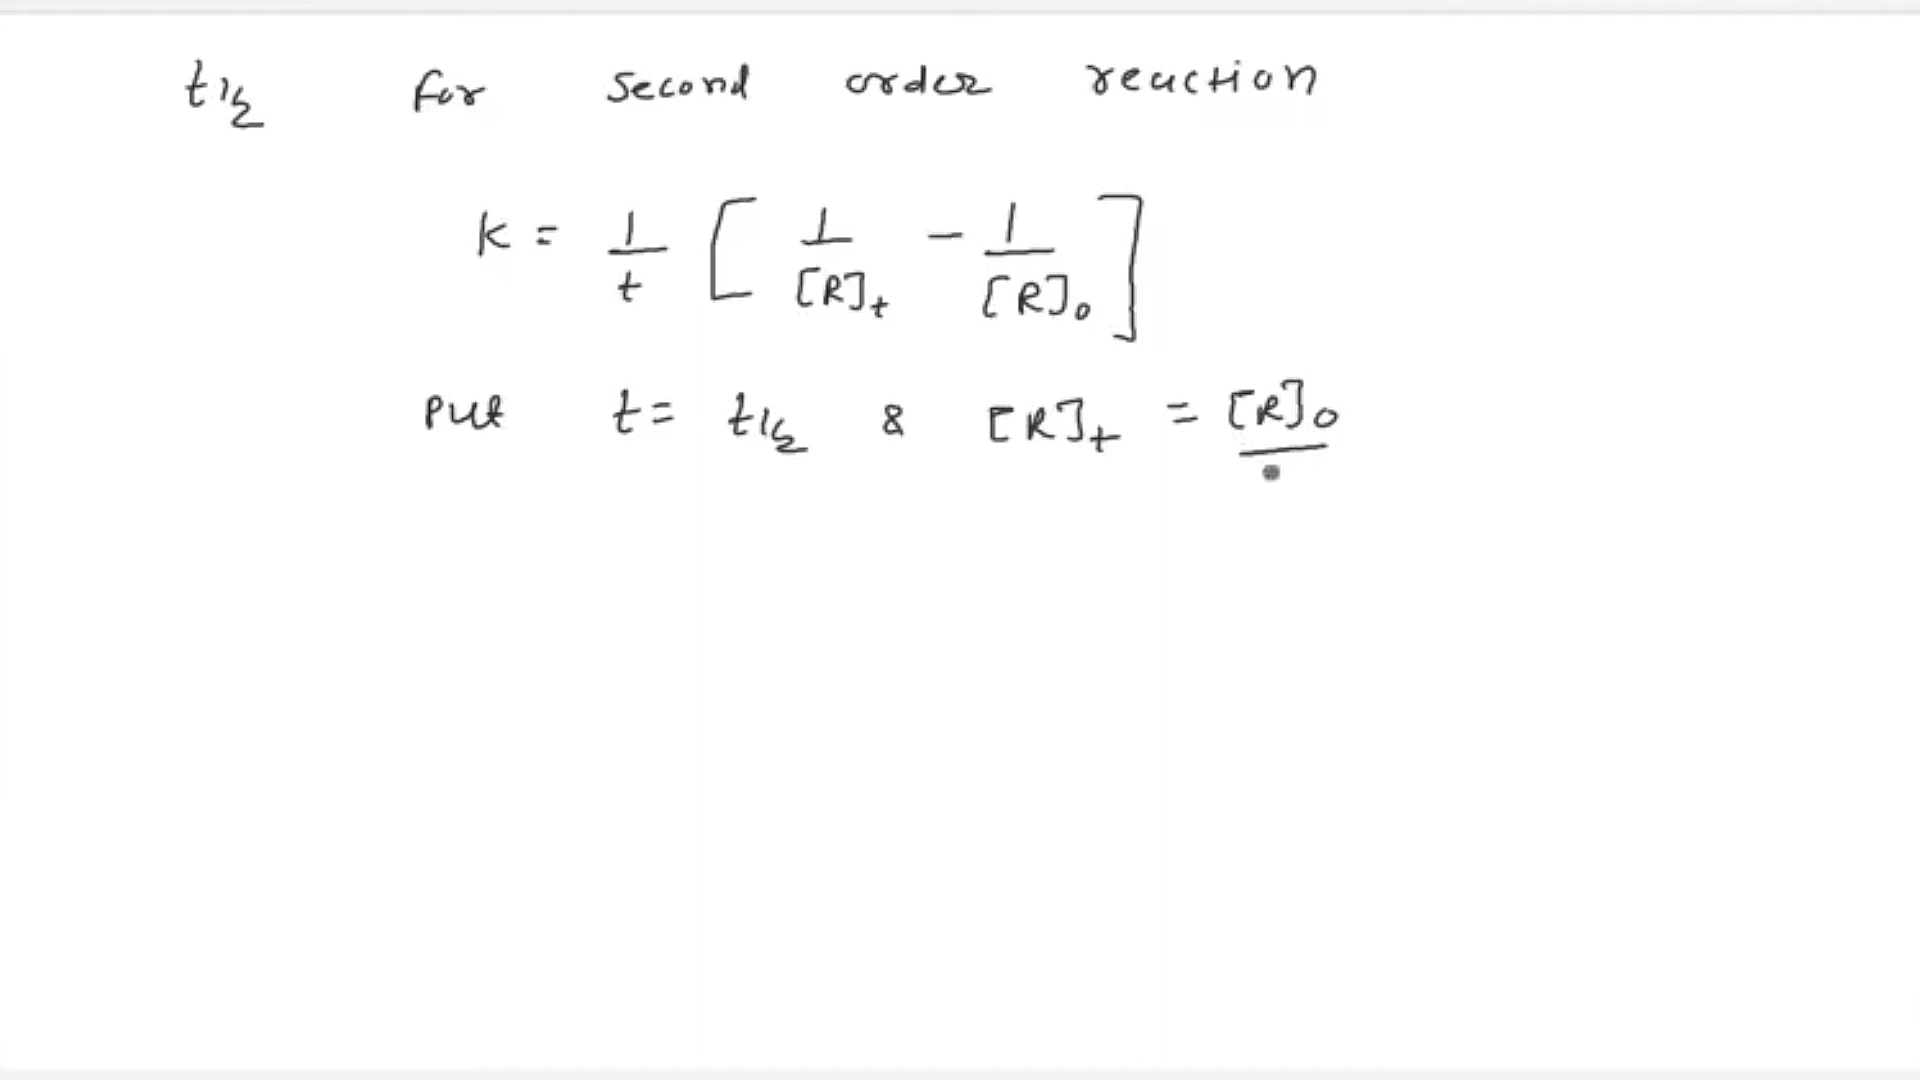 t1/2 for second order reaction
K = 1/t [ 1/[R]t - 1/[R]0 ]
Put t = t1/2 & [R]t = [R]0/